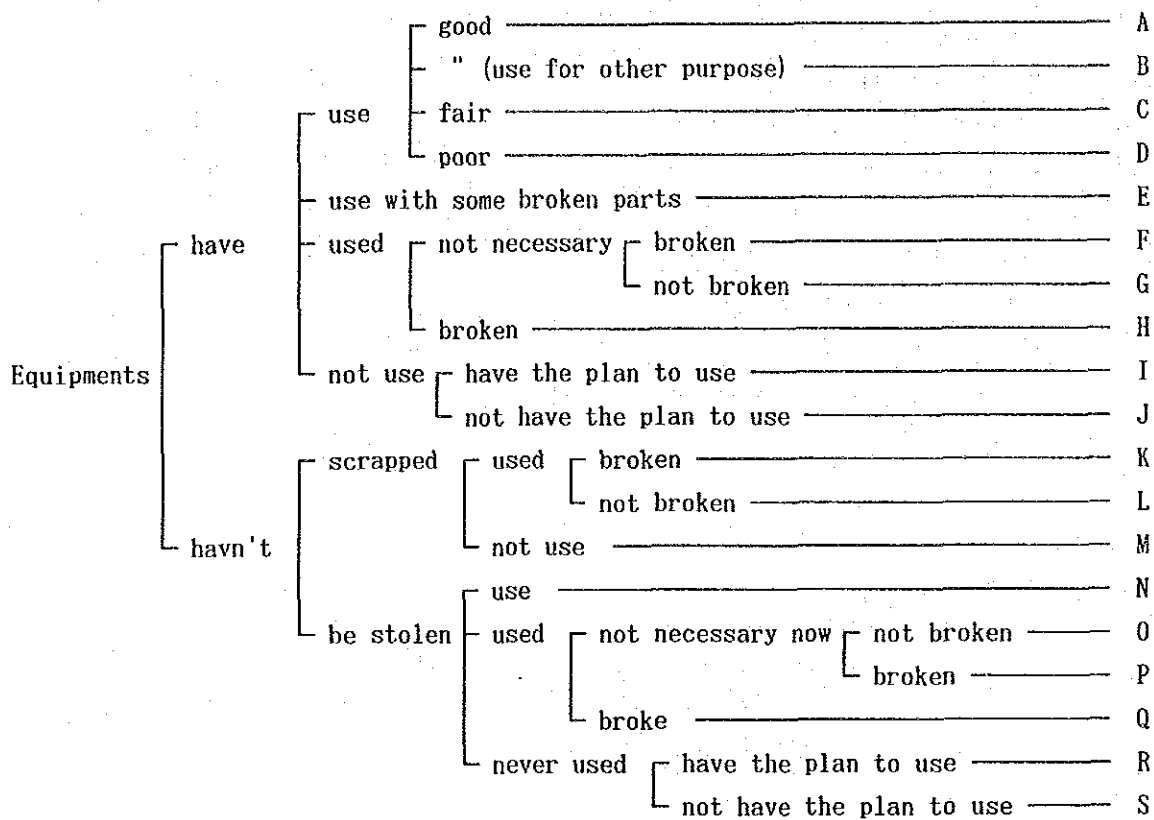 good A
" (use for other purpose) B
use fair C
poor D
use with some broken parts E
have used not necessary broken F
not broken G
broken H
Equipments not use have the plan to use I
not have the plan to use J
scrapped used broken K
not broken L
havn't not use M
use N
be stolen used not necessary now not broken O
broken P
broke Q
never used have the plan to use R
not have the plan to use S